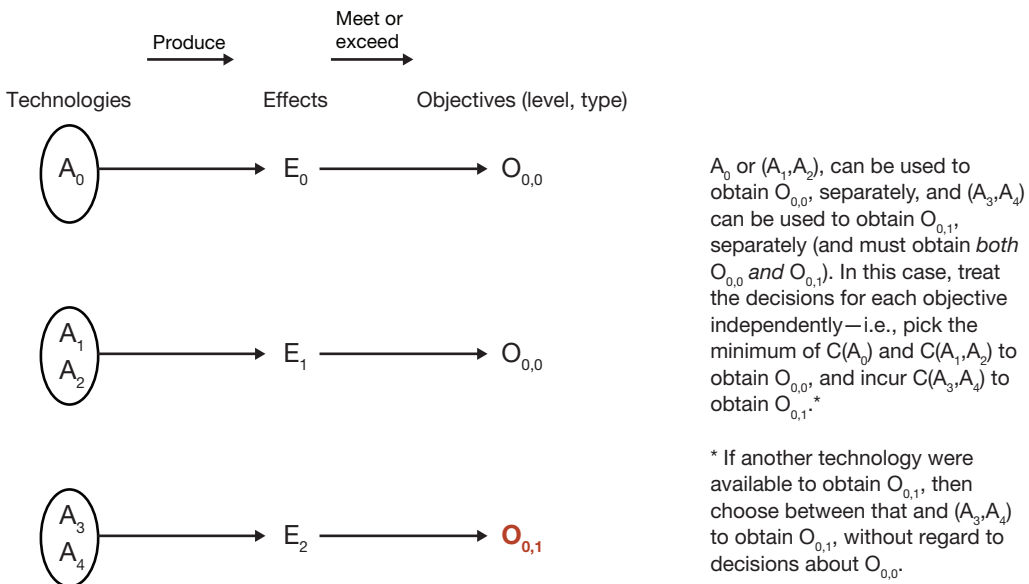 Produce
Meet or
exceed
Technologies
Effects
Objectives (level, type)
A₀
E₀
O₀,₀
A₁
A₂
E₁
O₀,₀
A₃
A₄
E₂
O₀,₁
A₀ or (A₁,A₂), can be used to
obtain O₀,₀, separately, and (A₃,A₄)
can be used to obtain O₀,₁,
separately (and must obtain both
O₀,₀ and O₀,₁). In this case, treat
the decisions for each objective
independently—i.e., pick the
minimum of C(A₀) and C(A₁,A₂) to
obtain O₀,₀, and incur C(A₃,A₄) to
obtain O₀,₁.*
* If another technology were
available to obtain O₀,₁, then
choose between that and (A₃,A₄)
to obtain O₀,₁, without regard to
decisions about O₀,₀.